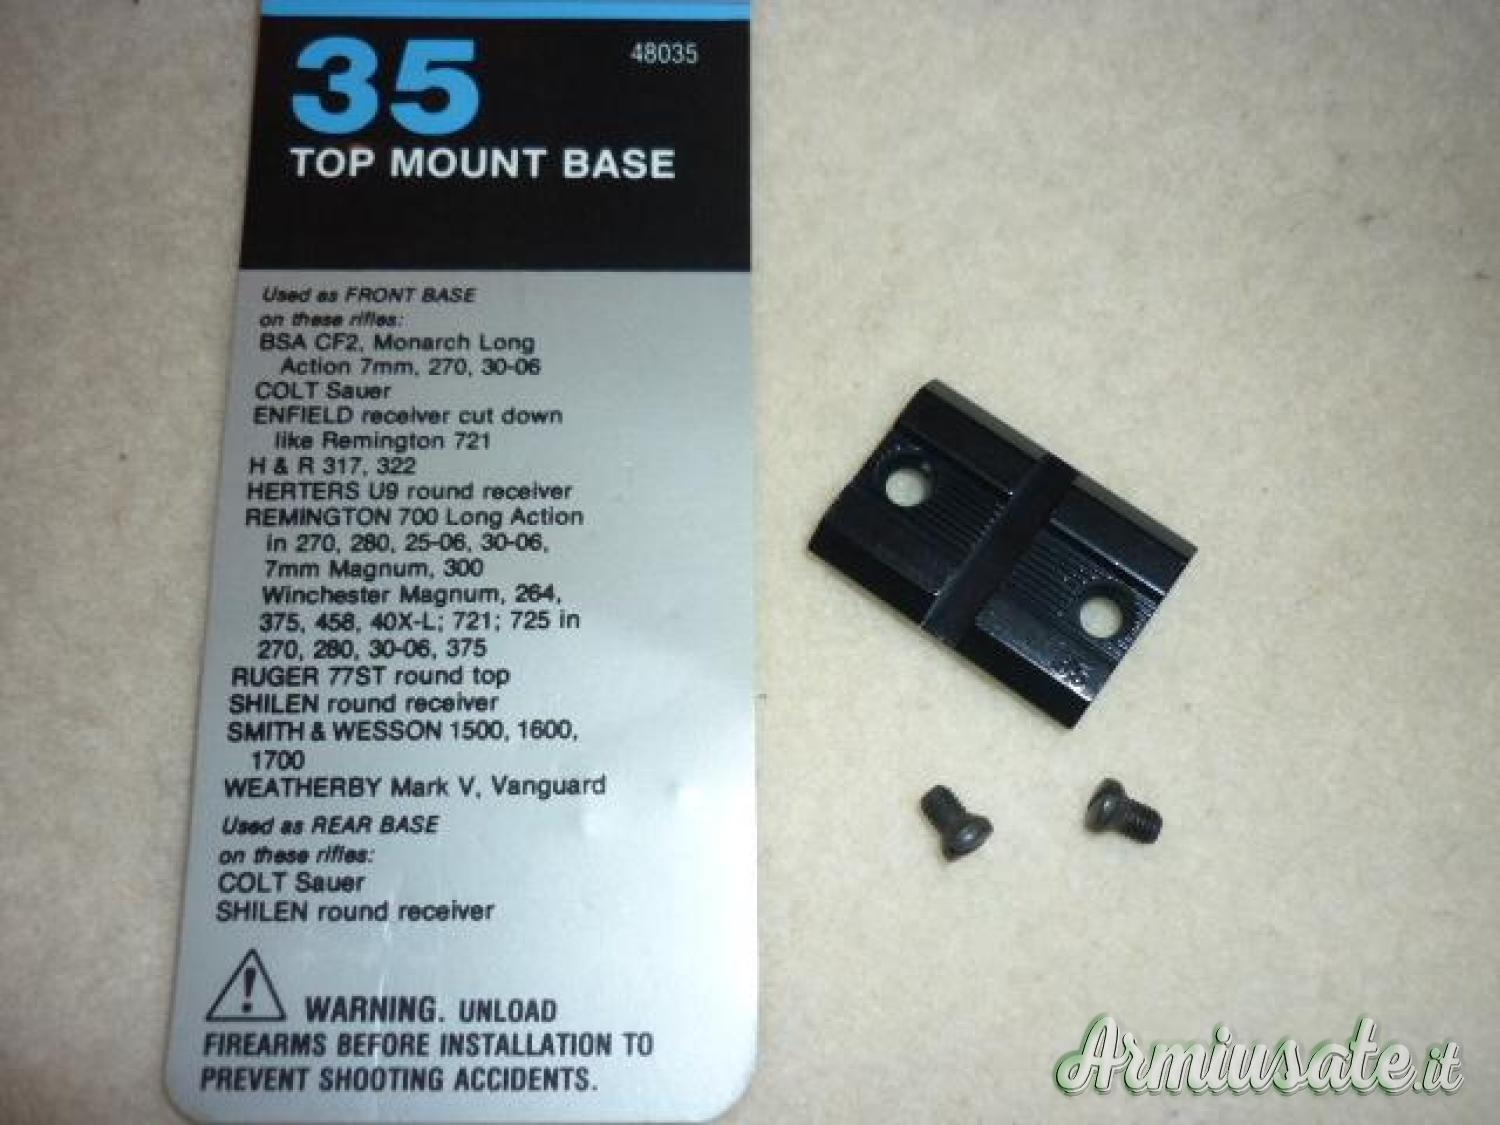 35
48035
TOP MOUNT BASE
Used as FRONT BASE
on these rifles:
BSA CF2, Monarch Long
Action 7mm, 270, 30-06
COLT Sauer
ENFIELD receiver cut down
like Remington 721
H & R 317, 322
HERTERS U9 round receiver
REMINGTON 700 Long Action
in 270, 280, 25-06, 30-06,
7mm Magnum, 300
Winchester Magnum, 264,
375, 458, 40X-L; 721; 725 in
270, 280, 30-06, 375
RUGER 77ST round top
SHILEN round receiver
SMITH & WESSON 1500, 1600,
1700
WEATHERBY Mark V, Vanguard
Used as REAR BASE
on these rifles:
COLT Sauer
SHILEN round receiver
WARNING. UNLOAD
FIREARMS BEFORE INSTALLATION TO
PREVENT SHOOTING ACCIDENTS.
Armiusate.it